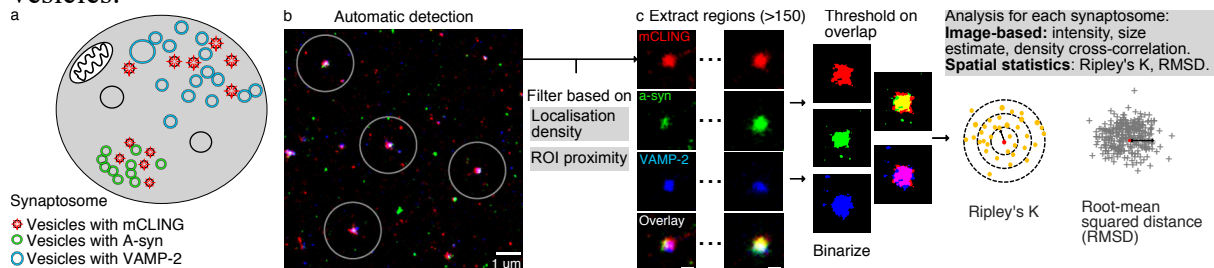 vesicles.
a
Synaptosome
Vesicles with mCLING
Vesicles with A-syn
Vesicles with VAMP-2
b
Automatic detection
1 um
Filter based on
Localisation
density
ROI proximity
c Extract regions (>150)
mCLING
a-syn
VAMP-2
Overlay
Threshold on
overlap
Binarize
Analysis for each synaptosome:
Image-based: intensity, size
estimate, density cross-correlation.
Spatial statistics: Ripley's K, RMSD.
Ripley's K
Root-mean
squared distance
(RMSD)